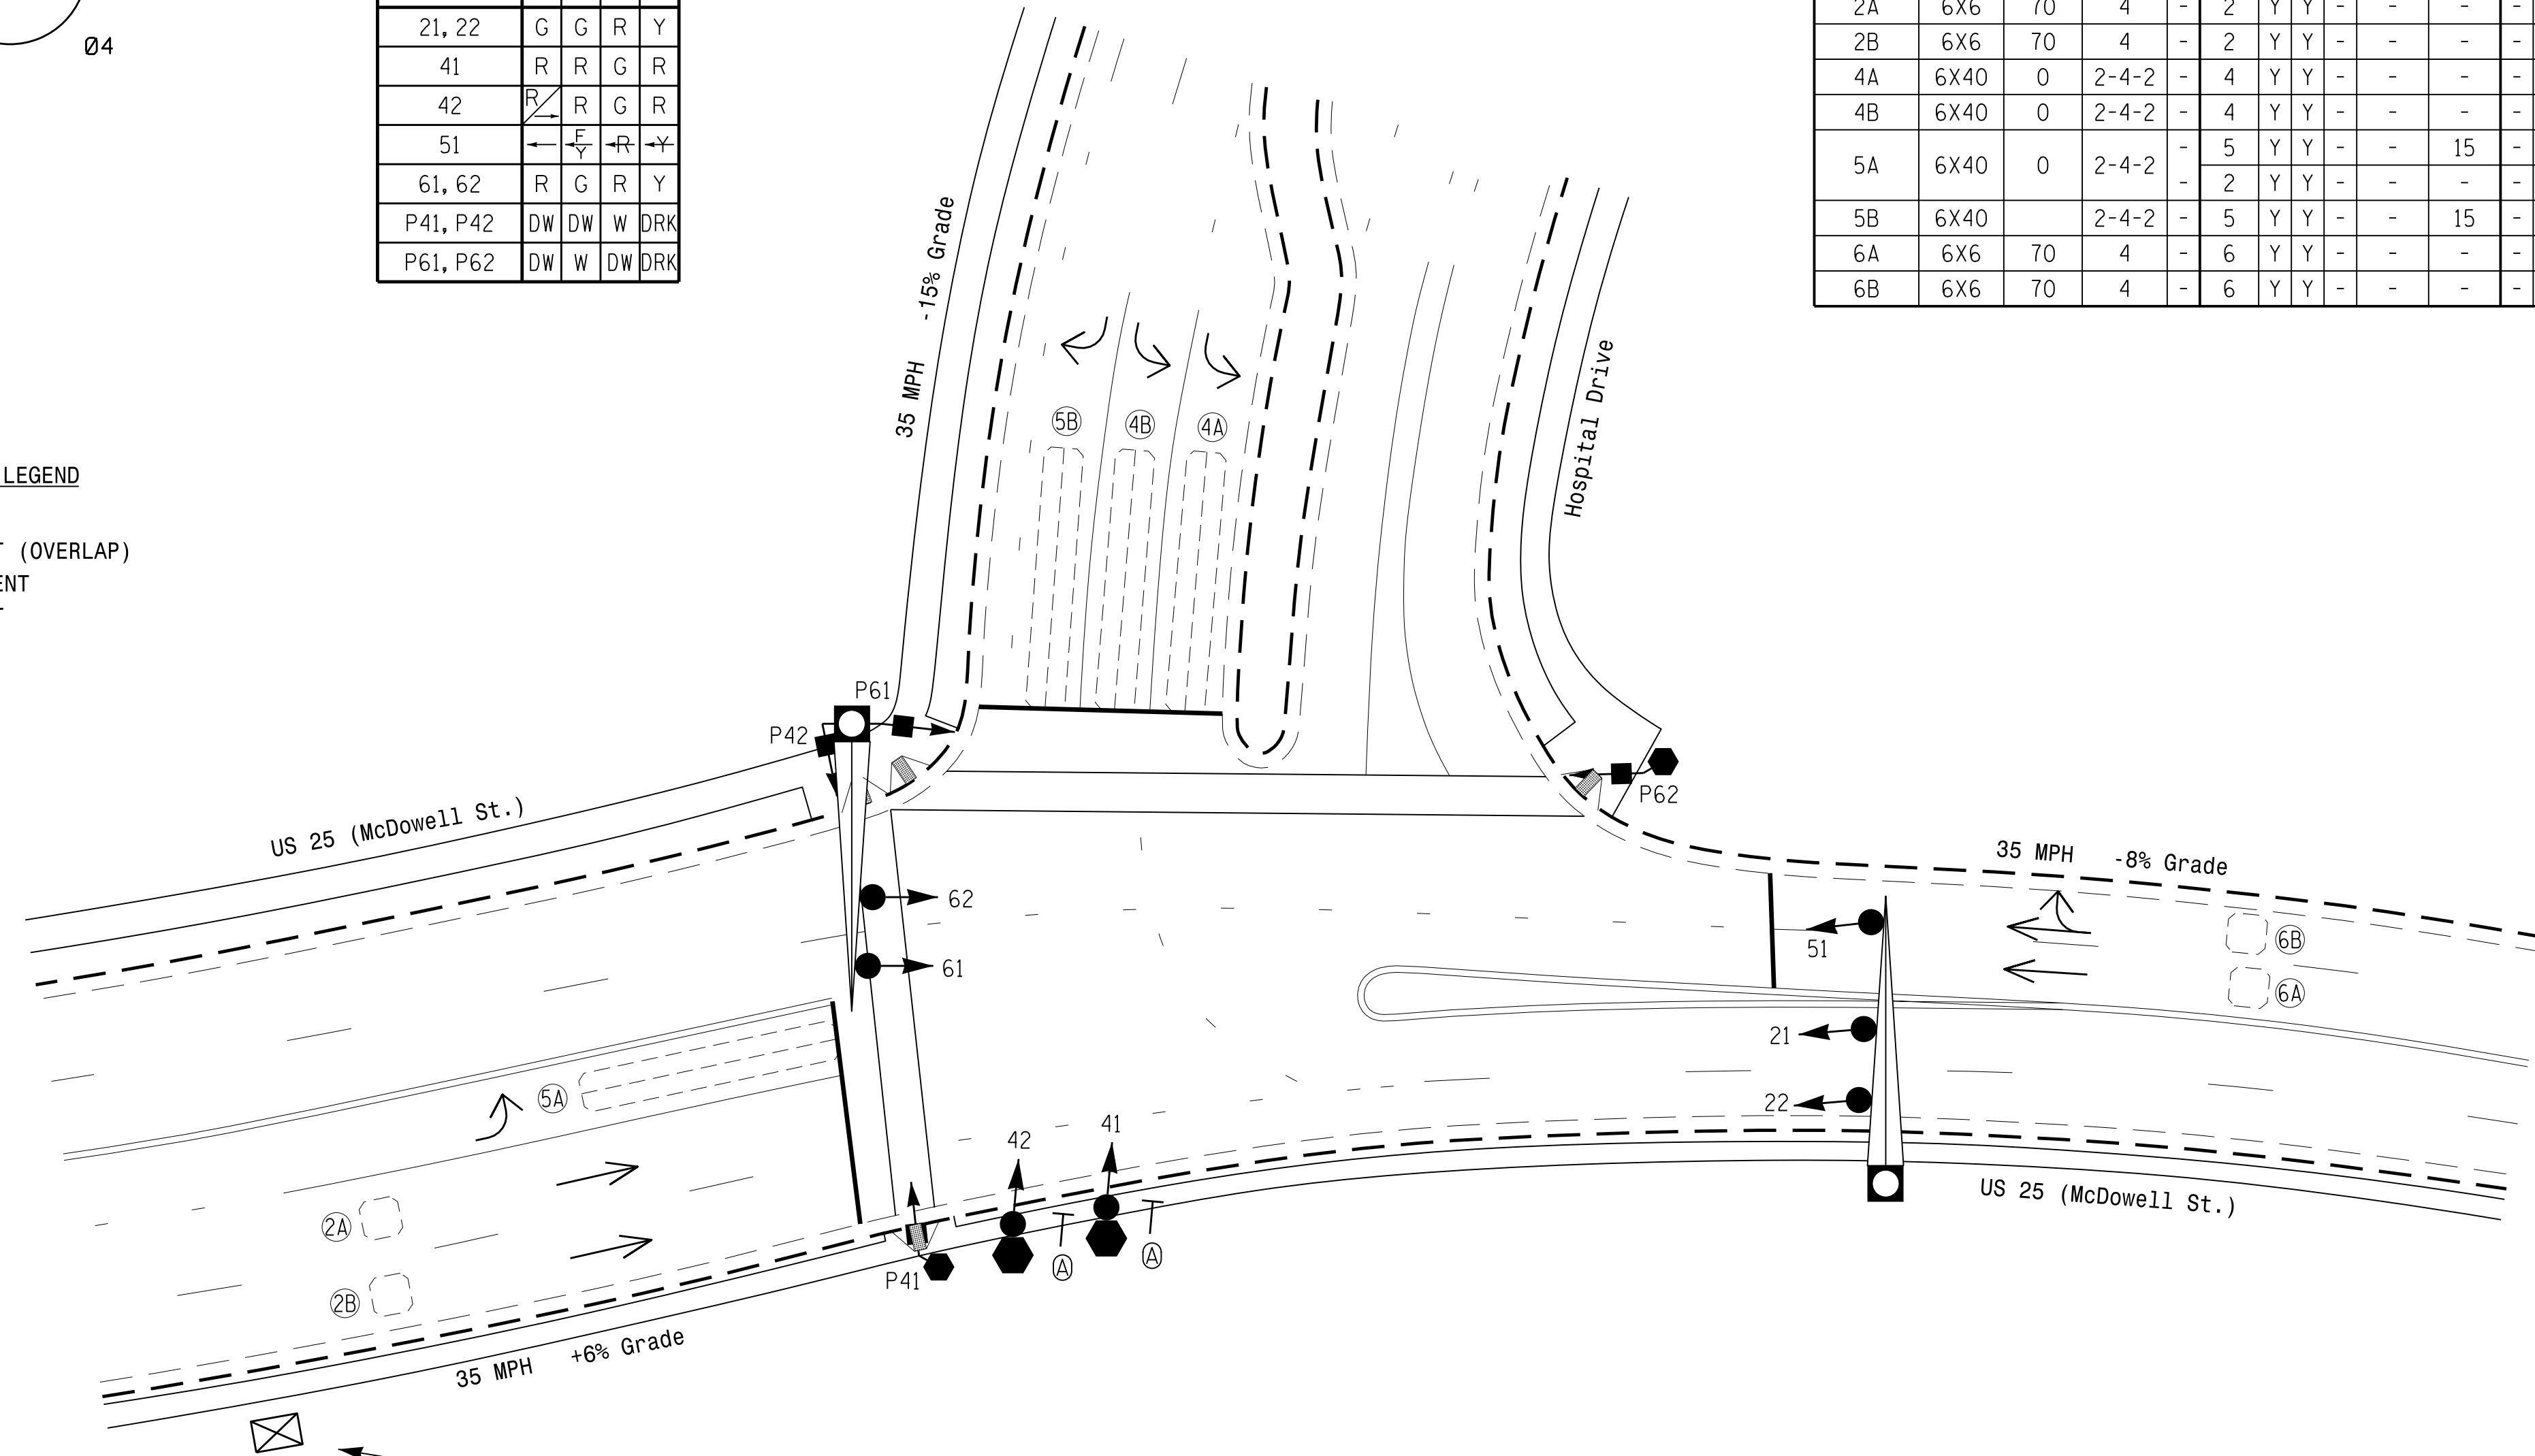 Ø4
21, 22 G G R Y
41 R R G R
42 R R G R
51 F Y R Y
61, 62 R G R Y
P41, P42 DW DW W DRK
P61, P62 DW W DW DRK
2A 6X6 70 4 - 2 Y Y - - - -
2B 6X6 70 4 - 2 Y Y - - - -
4A 6X40 0 2-4-2 - 4 Y Y - - - -
4B 6X40 0 2-4-2 - 4 Y Y - - - -
5A 6X40 0 2-4-2 - 5 Y Y - - 15 -
- 2 Y Y - - - -
5B 6X40 2-4-2 - 5 Y Y - - 15 -
6A 6X6 70 4 - 6 Y Y - - - -
6B 6X6 70 4 - 6 Y Y - - - -
LEGEND
(OVERLAP)
35 MPH -15% Grade
Hospital Drive
5B 4B 4A
P61
P42
P62
US 25 (McDowell St.)
35 MPH -8% Grade
62
61
51
6B
6A
21
22
5A
42
41
2A
2B
A
A
P41
US 25 (McDowell St.)
35 MPH +6% Grade